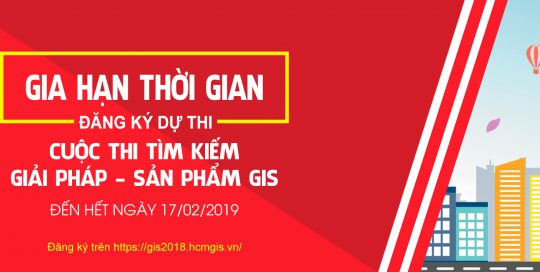 GIA HẠN THỜI GIAN
ĐĂNG KÝ DỰ THI
CUỘC THI TÌM KIẾM
GIẢI PHÁP - SẢN PHẨM GIS
ĐẾN HẾT NGÀY 17/02/2019
Đăng ký trên https://gis2018.hcmgis.vn/